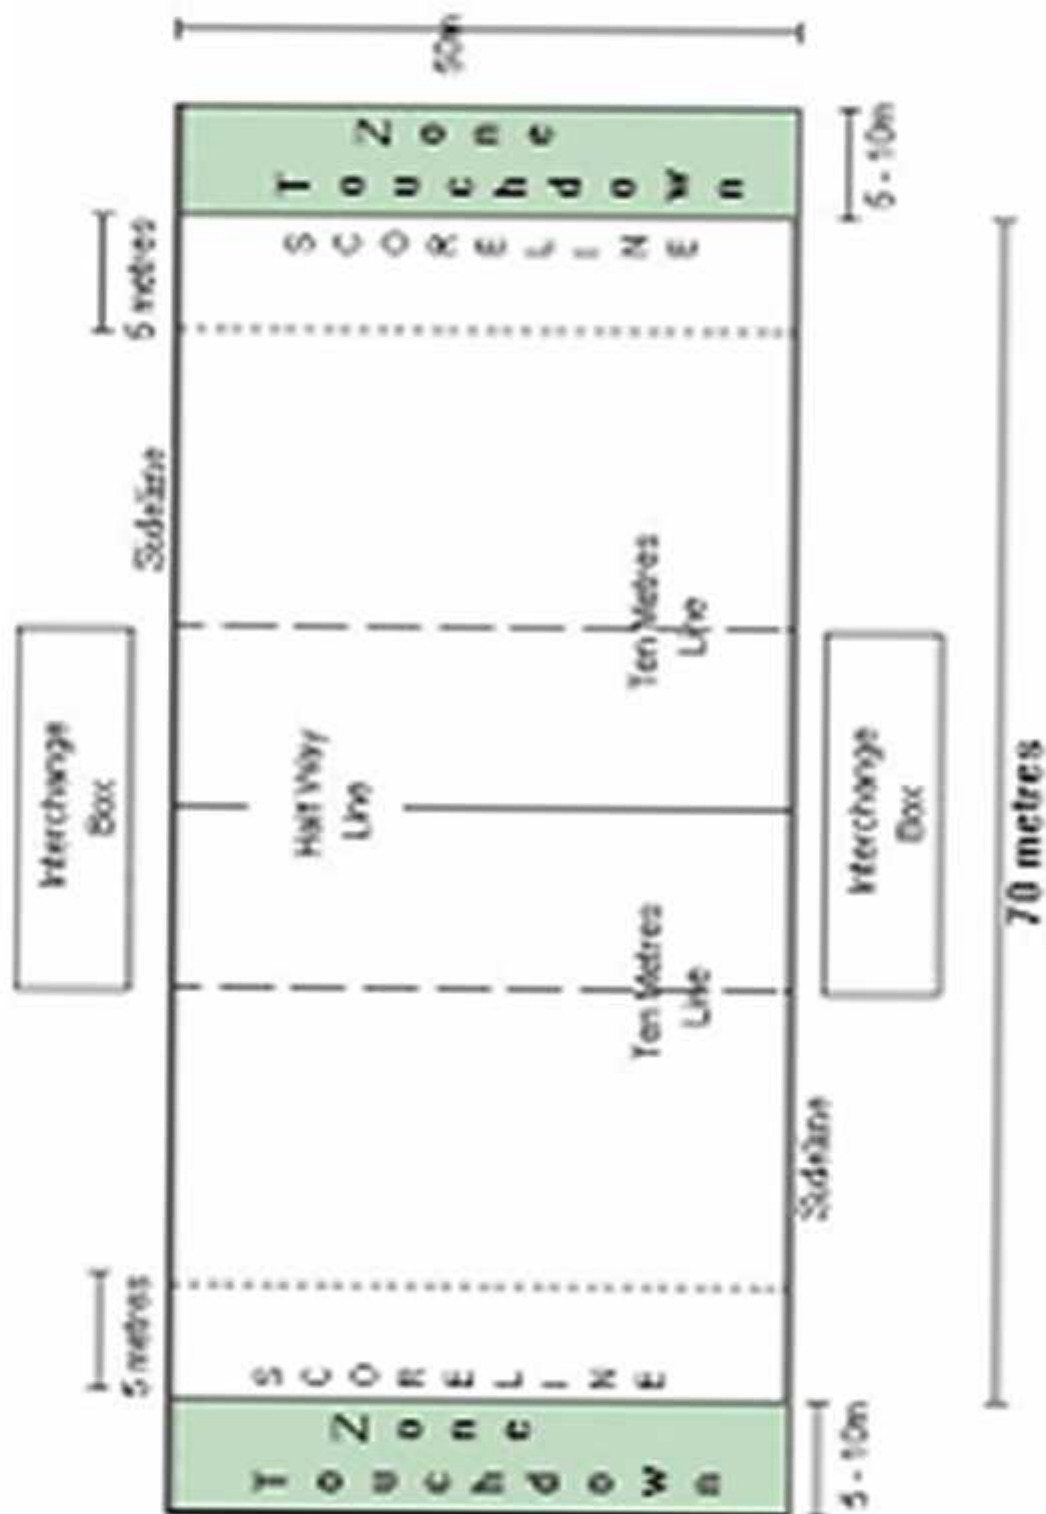 50m
Zone
Touchdown
5 - 10m
SCORELINE
5 metres
Sideline
Ten Metres
Line
Interchange
Box
Half Way
Line
Interchange
Box
70 metres
Ten Metres
Line
Sideline
5 metres
SCORELINE
Zone
Touchdown
5 - 10m